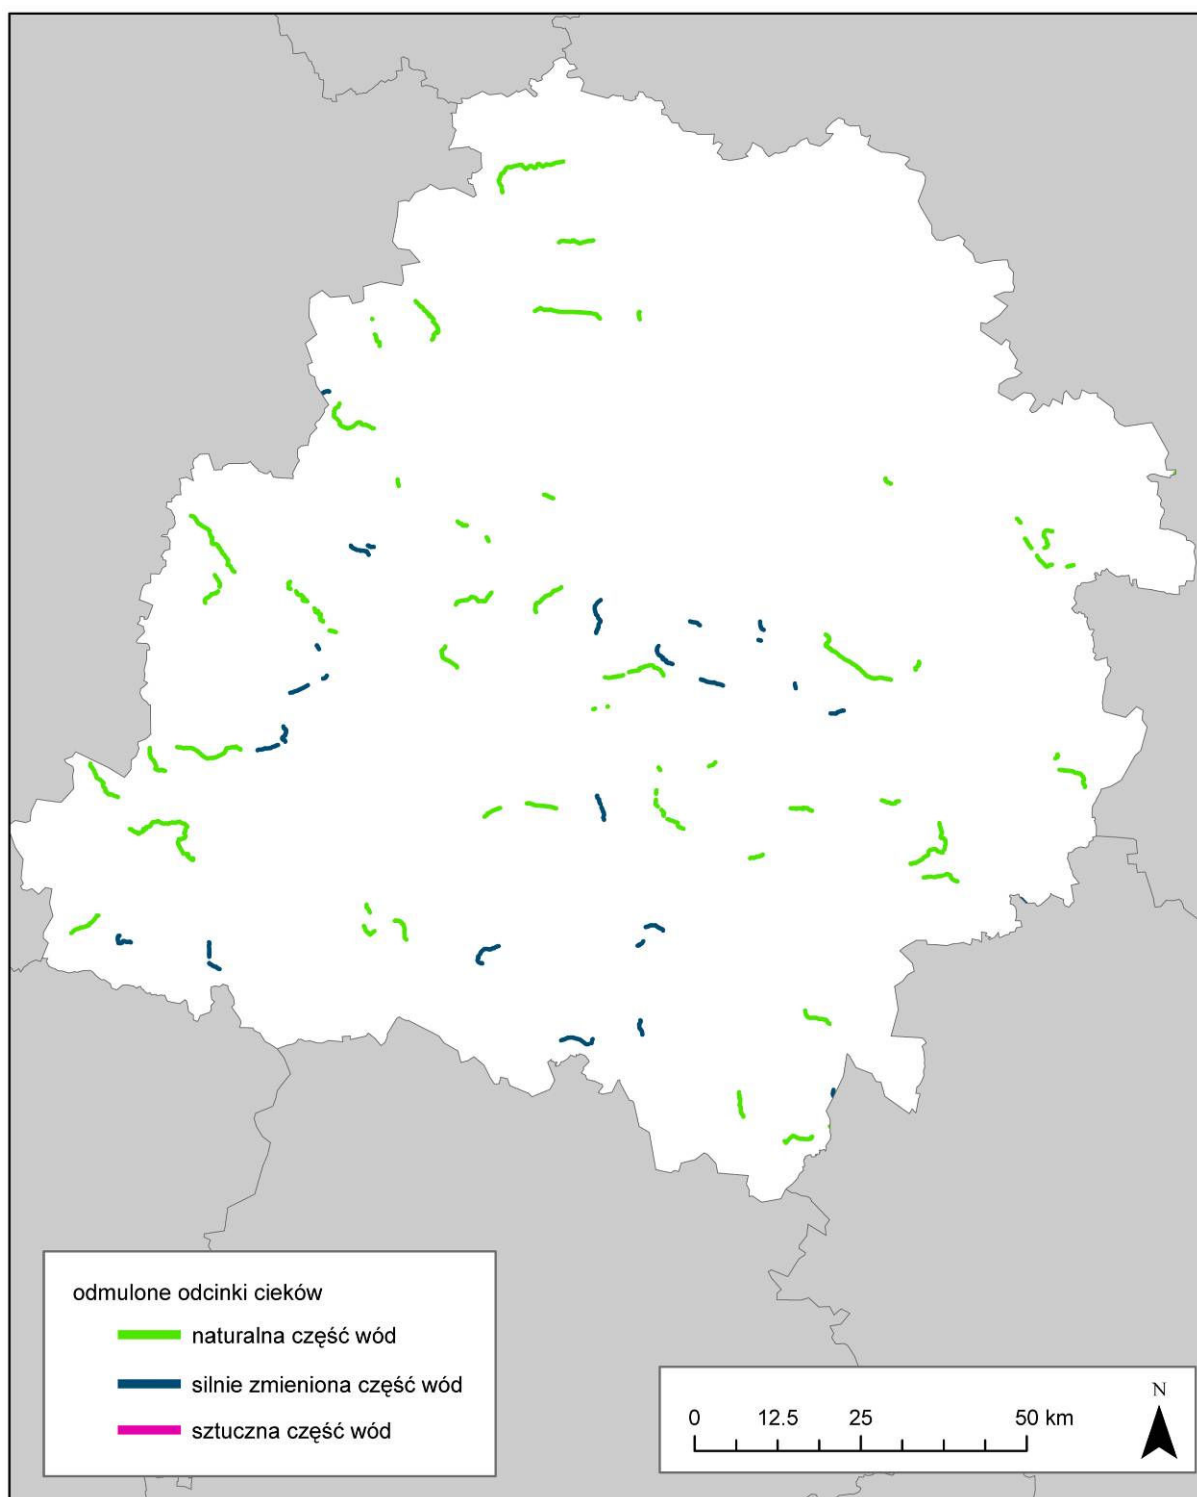 odmulone odcinki cieków
naturalna część wód
silnie zmieniona część wód
sztuczna część wód
0 12.5 25 50 km
N